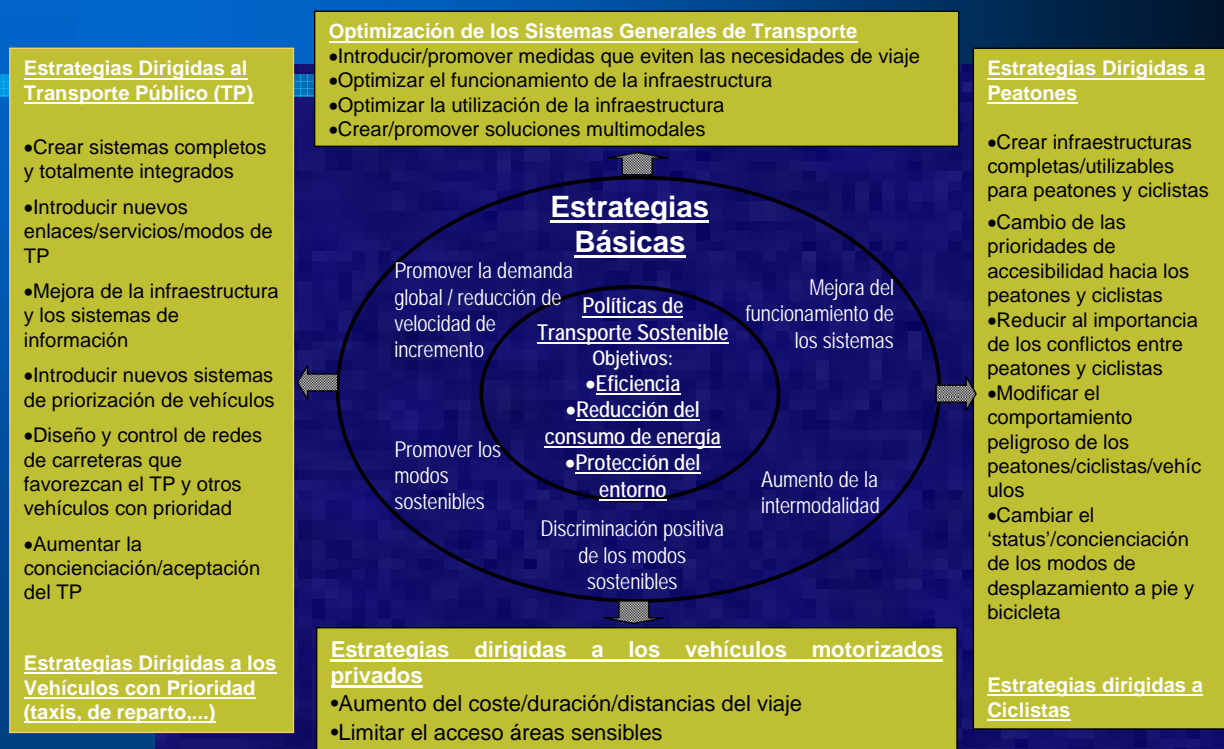 Optimización de los Sistemas Generales de Transporte
•Introducir/promover medidas que eviten las necesidades de viaje
•Optimizar el funcionamiento de la infraestructura
•Optimizar la utilización de la infraestructura
•Crear/promover soluciones multimodales
Estrategias Dirigidas al
Transporte Público (TP)
•Crear sistemas completos
y totalmente integrados
•Introducir nuevos
enlaces/servicios/modos de
TP
•Mejora de la infraestructura
y los sistemas de
información
•Introducir nuevos sistemas
de priorización de vehículos
•Diseño y control de redes
de carreteras que
favorezcan el TP y otros
vehículos con prioridad
•Aumentar la
concienciación/aceptación
del TP
Estrategias Dirigidas a los
Vehículos con Prioridad
(taxis, de reparto,...)
Estrategias
Básicas
Promover la demanda
global / reducción de
velocidad de
incremento
Mejora del
funcionamiento de
los sistemas
Políticas de
Transporte Sostenible
Objetivos:
•Eficiencia
•Reducción del
consumo de energía
•Protección del
entorno
Promover los
modos
sostenibles
Aumento de la
intermodalidad
Discriminación positiva
de los modos
sostenibles
Estrategias Dirigidas a
Peatones
•Crear infraestructuras
completas/utilizables
para peatones y ciclistas
•Cambio de las
prioridades de
accesibilidad hacia los
peatones y ciclistas
•Reducir al importancia
de los conflictos entre
peatones y ciclistas
•Modificar el
comportamiento
peligroso de los
peatones/ciclistas/vehíc
ulos
•Cambiar el
‘status’/concienciación
de los modos de
desplazamiento a pie y
bicicleta
Estrategias dirigidas a
Ciclistas
Estrategias dirigidas a los vehículos motorizados
privados
•Aumento del coste/duración/distancias del viaje
•Limitar el acceso áreas sensibles